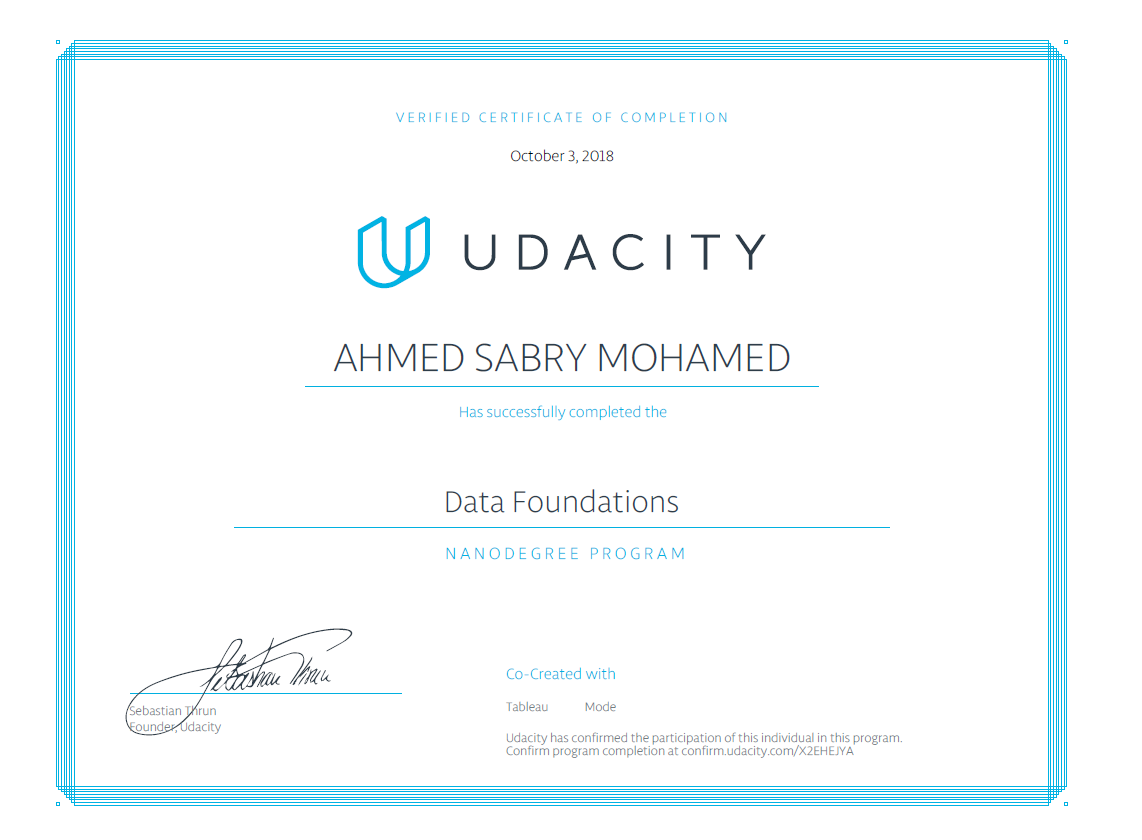 VERIFIED CERTIFICATE OF COMPLETION
October 3, 2018
UDACITY
AHMED SABRY MOHAMED
Has successfully completed the
Data Foundations
NANODEGREE PROGRAM
Sebastian Thrun
Sebastian Thrun
Founder, Udacity
Co-Created with
Tableau Mode
Udacity has confirmed the participation of this individual in this program.
Confirm program completion at confirm.udacity.com/X2EHEJYA